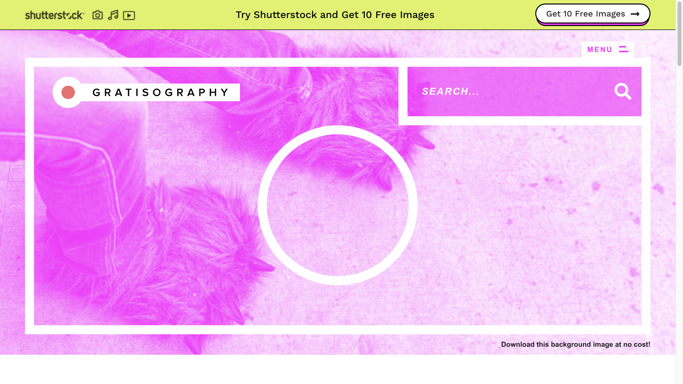 shutterstock
Try Shutterstock and Get 10 Free Images
Get 10 Free Images
MENU
GRATISOGRAPHY
SEARCH...
Download this background image at no cost!